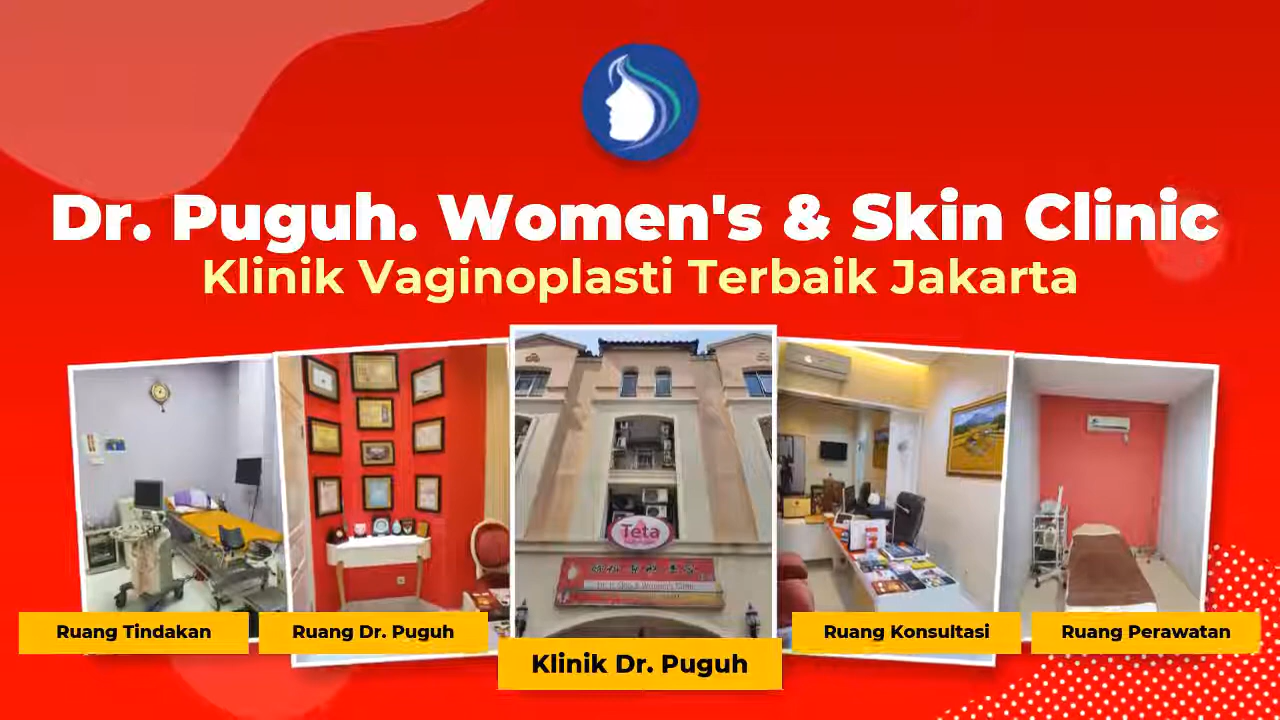 Dr. Puguh. Women's & Skin Clinic
Klinik Vaginoplasti Terbaik Jakarta
Teta
Ruang Tindakan
Ruang Dr. Puguh
Klinik Dr. Puguh
Ruang Konsultasi
Ruang Perawatan